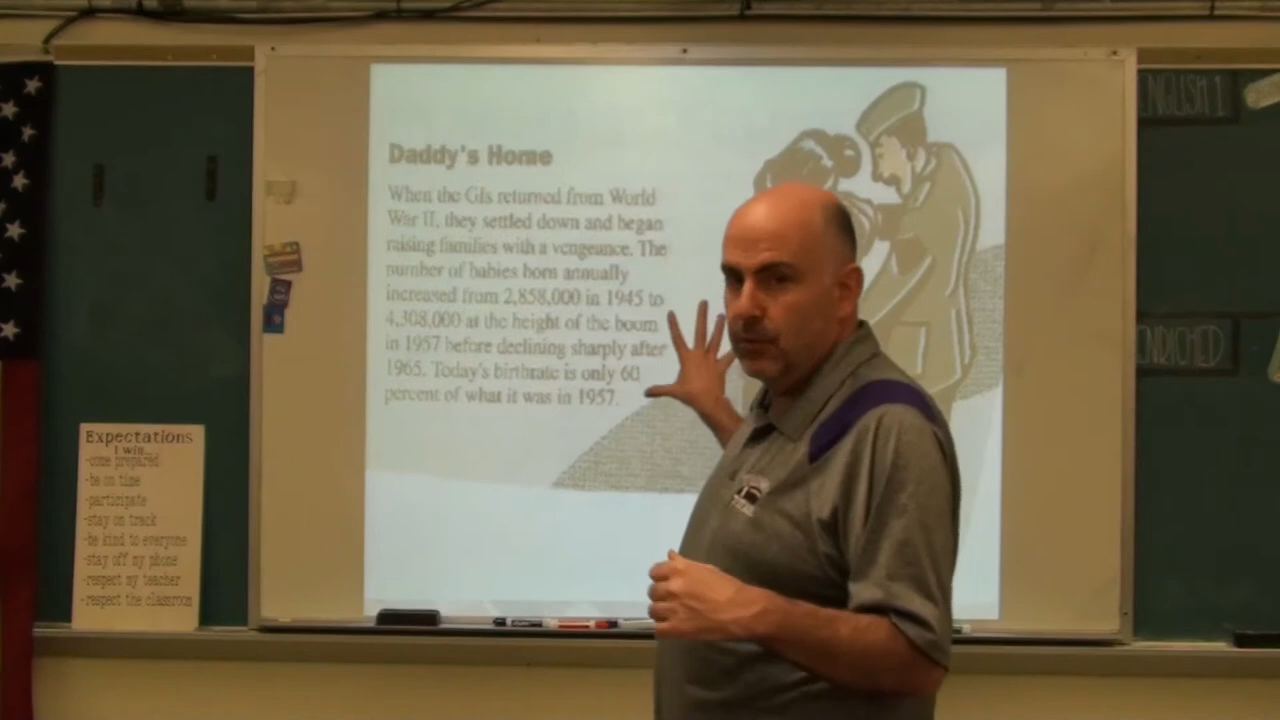 Daddy's Home
When the GIs returned from World
War II, they settled down and began
raising families with a vengeance. The
number of babies born annually
increased from 2,858,000 in 1945 to
4,308,000 at the height of the boom
in 1957 before declining sharply after
1965. Today's birthrate is only 60
percent of what it was in 1957.
Expectations
I will...
-come prepared
-be on time
-participate
-stay on track
-be kind to everyone
-stay off my phone
-respect my teacher
-respect the classroom
ENGLISH 1
ENRICHED